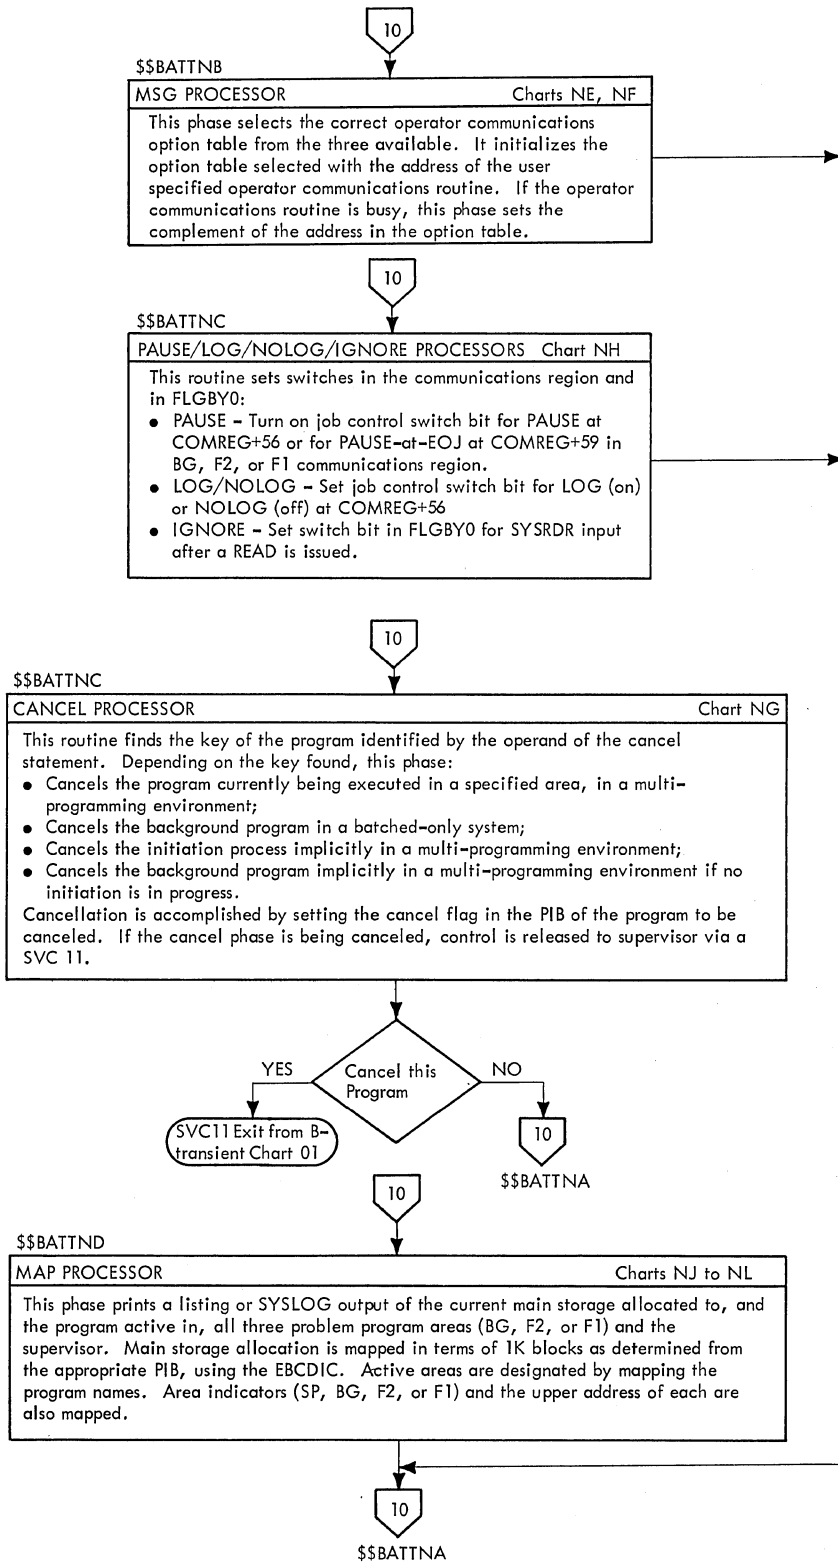 10
$$BATTNB
MSG PROCESSOR Charts NE, NF
This phase selects the correct operator communications
option table from the three available. It initializes the
option table selected with the address of the user
specified operator communications routine. If the operator
communications routine is busy, this phase sets the
complement of the address in the option table.
10
$$BATTNC
PAUSE/LOG/NOLOG/IGNORE PROCESSORS Chart NH
This routine sets switches in the communications region and
in FLGBY0:
● PAUSE – Turn on job control switch bit for PAUSE at
COMREG+56 or for PAUSE-at-EOJ at COMREG+59 in
BG, F2, or F1 communications region.
● LOG/NOLOG – Set job control switch bit for LOG (on)
or NOLOG (off) at COMREG+56
● IGNORE – Set switch bit in FLGBY0 for SYSRDR input
after a READ is issued.
10
$$BATTNC
CANCEL PROCESSOR Chart NG
This routine finds the key of the program identified by the operand of the cancel
statement. Depending on the key found, this phase:
● Cancels the program currently being executed in a specified area, in a multi-
programming environment;
● Cancels the background program in a batched-only system;
● Cancels the initiation process implicitly in a multi-programming environment;
● Cancels the background program implicitly in a multi-programming environment if no
initiation is in progress.
Cancellation is accomplished by setting the cancel flag in the PIB of the program to be
canceled. If the cancel phase is being canceled, control is released to supervisor via a
SVC 11.
YES
Cancel this
Program
NO
SVC11 Exit from B-
transient Chart 01
10
$$BATTNA
10
$$BATTND
MAP PROCESSOR Charts NJ to NL
This phase prints a listing or SYSLOG output of the current main storage allocated to, and
the program active in, all three problem program areas (BG, F2, or F1) and the
supervisor. Main storage allocation is mapped in terms of 1K blocks as determined from
the appropriate PIB, using the EBCDIC. Active areas are designated by mapping the
program names. Area indicators (SP, BG, F2, or F1) and the upper address of each are
also mapped.
10
$$BATTNA